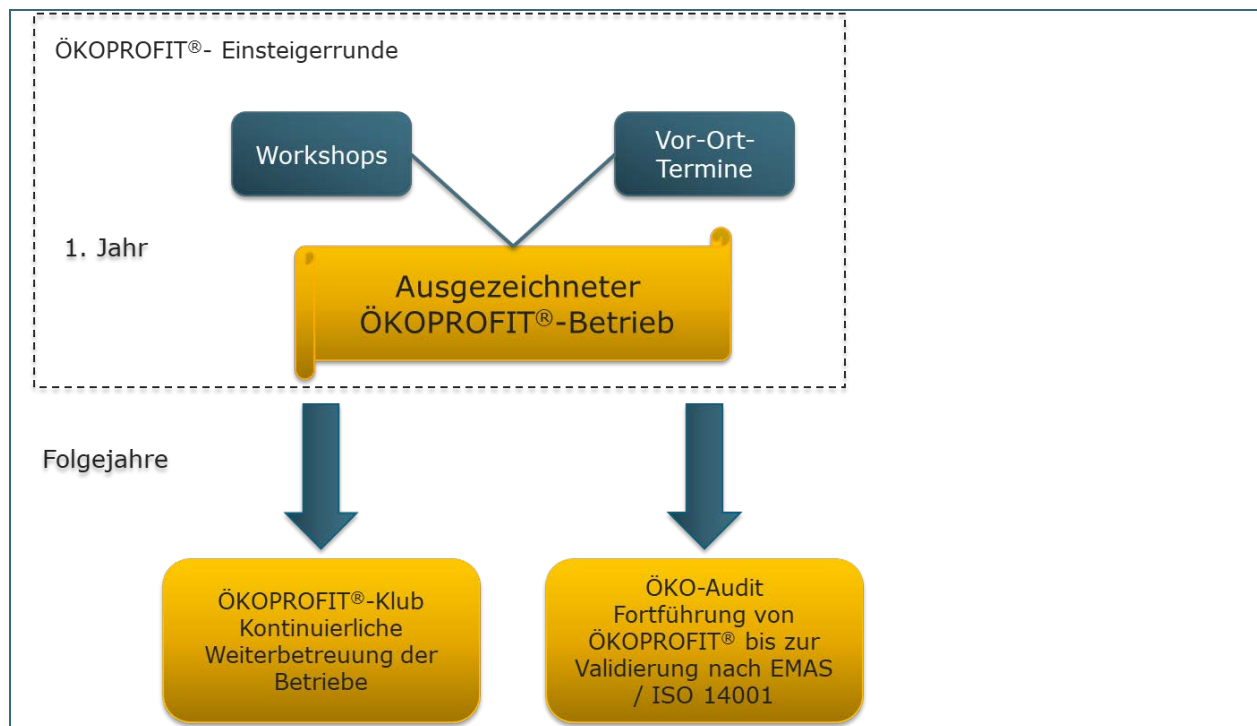 ÖKOPROFIT®- Einsteigerrunde
Workshops
Vor-Ort-
Termine
1. Jahr
Ausgezeichneter
ÖKOPROFIT®-Betrieb
Folgejahre
ÖKOPROFIT®-Klub
Kontinuierliche
Weiterbetreuung der
Betriebe
ÖKO-Audit
Fortführung von
ÖKOPROFIT® bis zur
Validierung nach EMAS
/ ISO 14001